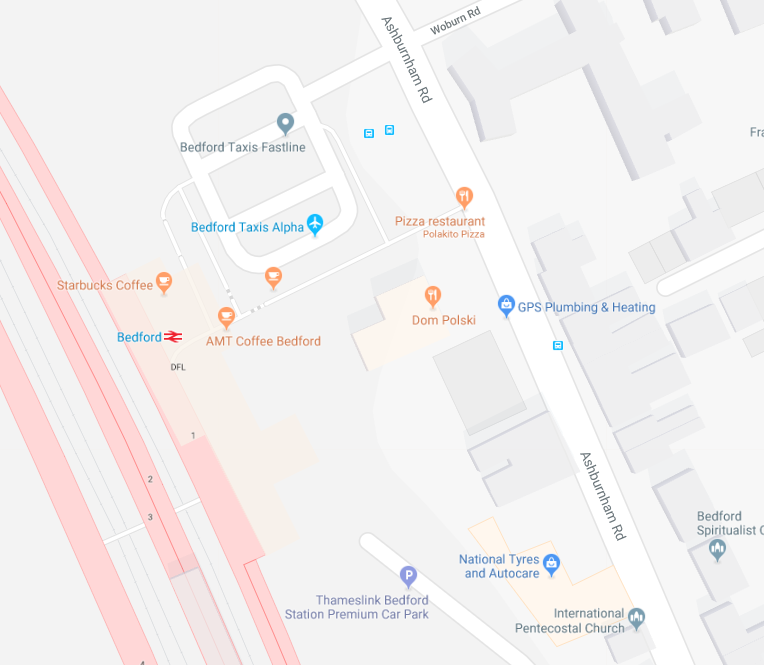 Woburn Rd
Ashburnham Rd
Fra
Bedford Taxis Fastline
Bedford Taxis Alpha
Pizza restaurant
Polakito Pizza
Starbucks Coffee
GPS Plumbing & Heating
Dom Polski
Bedford
AMT Coffee Bedford
DFL
1
2
3
Ashburnham Rd
Bedford
Spiritualist C
National Tyres
and Autocare
P
Thameslink Bedford
Station Premium Car Park
International
Pentecostal Church
4